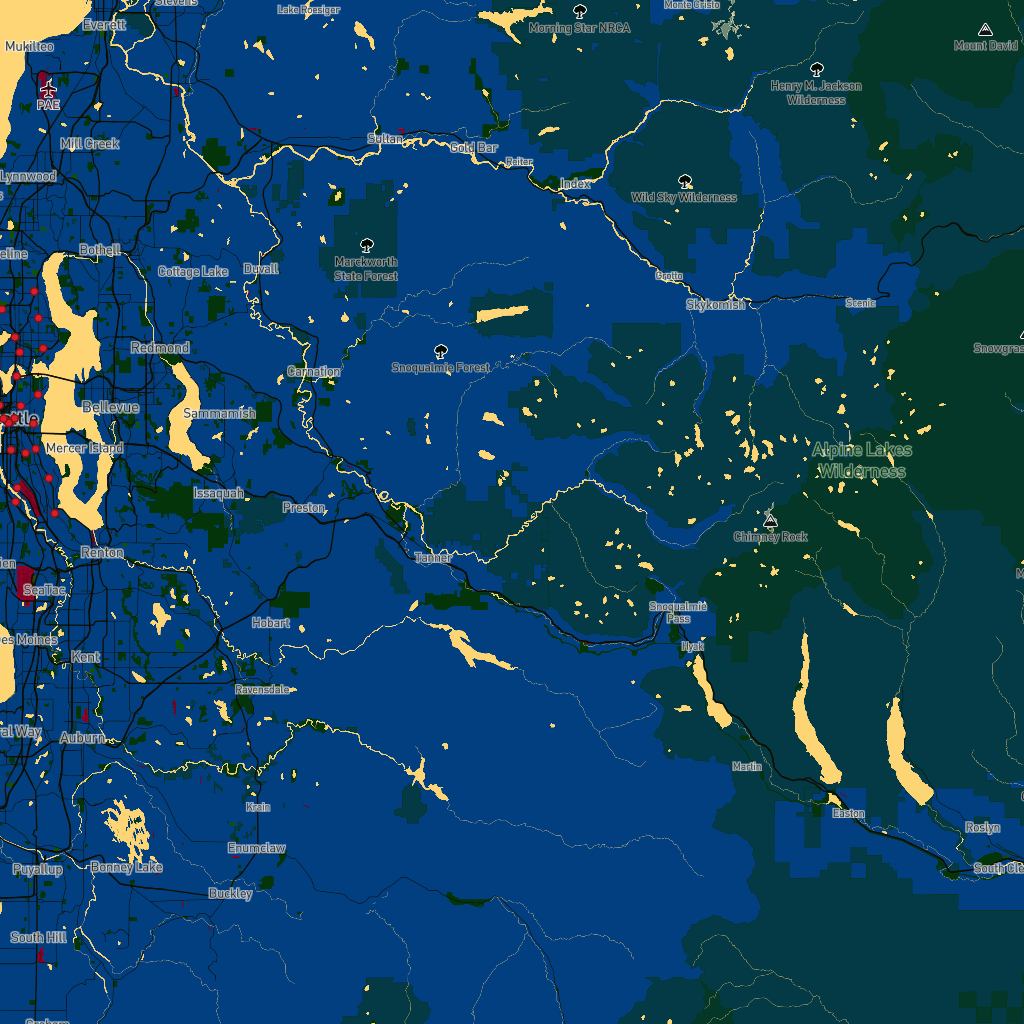 Stevens
Lake Roesiger
Monte Cristo
Everett
Morning Star NRCA
Mukilteo
Mount David
Henry M. Jackson
Wilderness
PAE
Mill Creek
Sultan
Gold Bar
Reiter
Lynnwood
Index
Wild Sky Wilderness
eline
Bothell
Cottage Lake
Duvall
Marckworth
State Forest
Grotto
Skykomish
Scenic
Redmond
Snowgras
Snoqualmie Forest
Carnation
Bellevue
Sammamish
ttle
Mercer Island
Alpine Lakes
Wilderness
Issaquah
Preston
Chimney Rock
Renton
Tanner
ien
SeaTac
Snoqualmie
Pass
Hobart
Des Moines
Hyak
Kent
Ravensdale
ral Way
Auburn
Martin
Krain
Easton
Roslyn
Enumclaw
Puyallup
Bonney Lake
South Cle
Buckley
South Hill
Graham